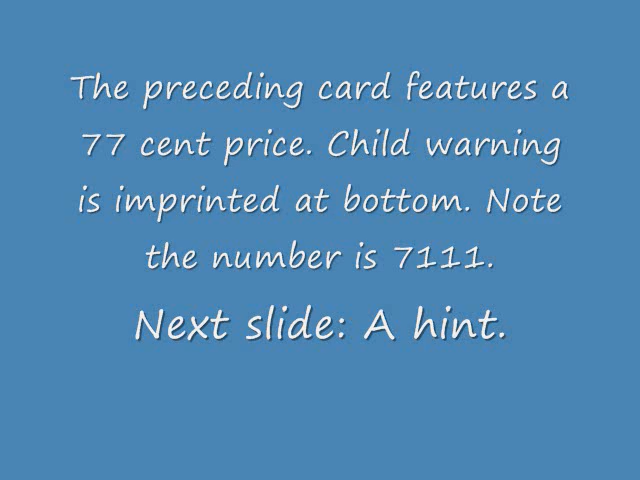 The preceding card features a
77 cent price. Child warning
is imprinted at bottom. Note
the number is 7111.
Next slide: A hint.